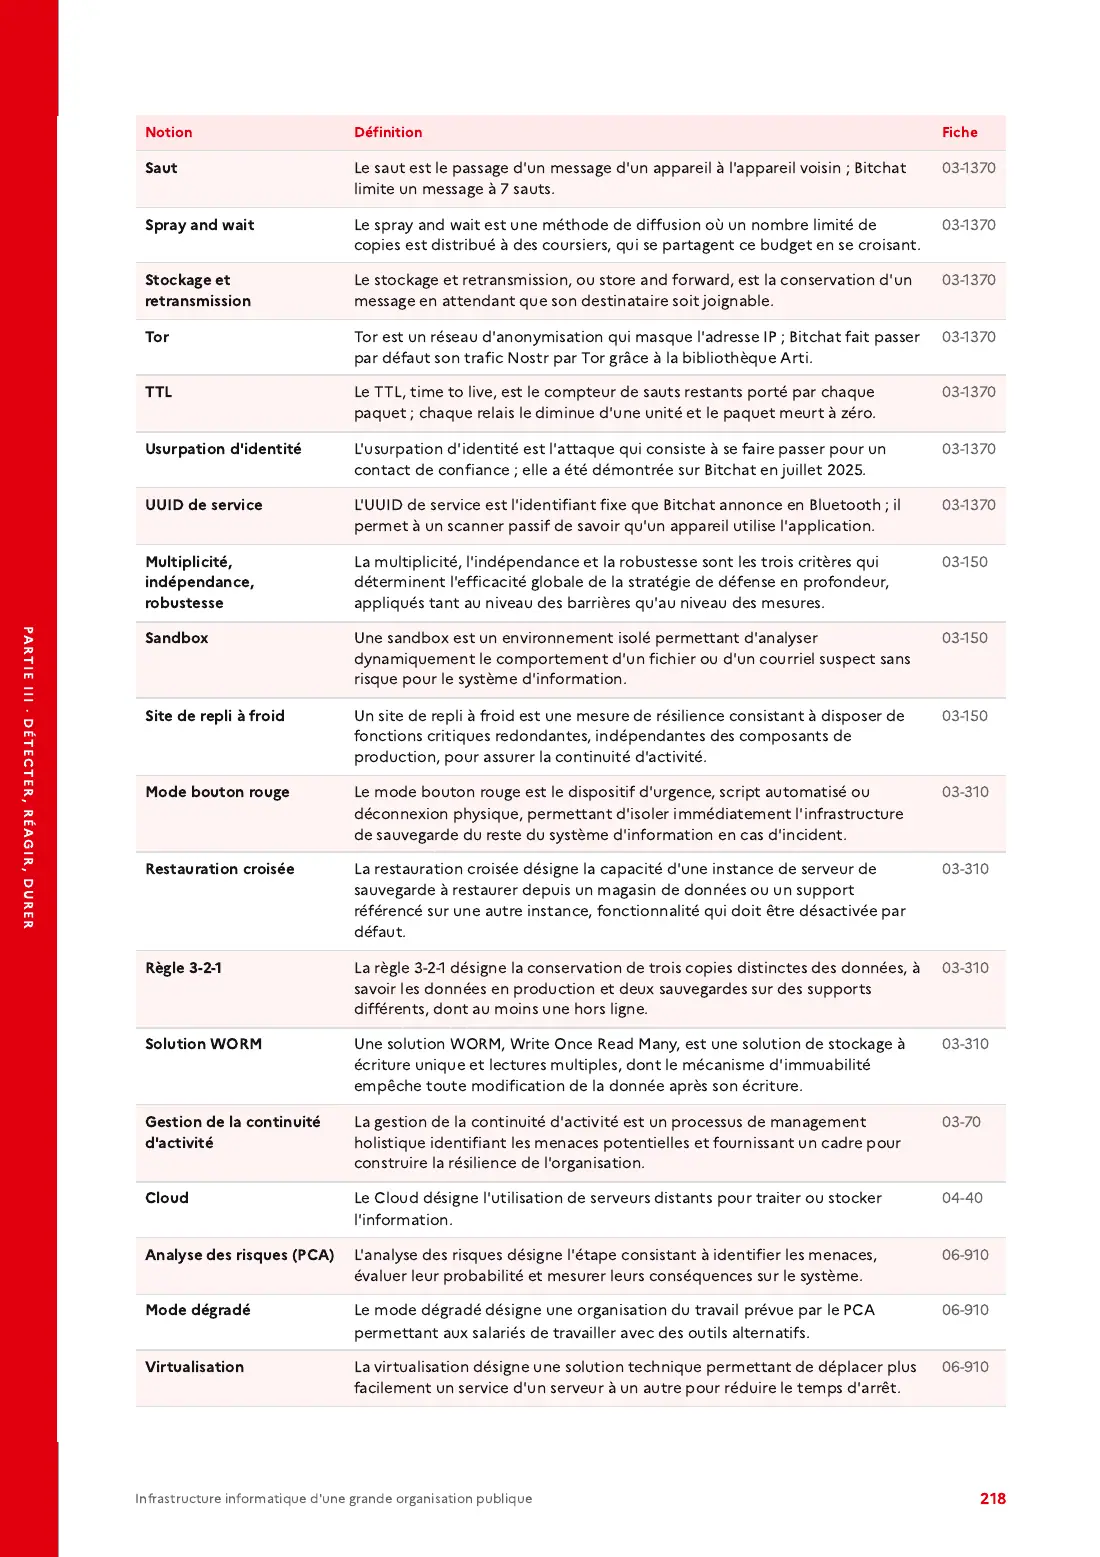 PARTIE III · DÉTECTER, RÉAGIR, DURER
Notion Définition Fiche
Saut Le saut est le passage d'un message d'un appareil à l'appareil voisin ; Bitchat 03-1370
limite un message à 7 sauts.
Spray and wait Le spray and wait est une méthode de diffusion où un nombre limité de 03-1370
copies est distribué à des coursiers, qui se partagent ce budget en se croisant.
Stockage et Le stockage et retransmission, ou store and forward, est la conservation d'un 03-1370
retransmission message en attendant que son destinataire soit joignable.
Tor Tor est un réseau d'anonymisation qui masque l'adresse IP ; Bitchat fait passer 03-1370
par défaut son trafic Nostr par Tor grâce à la bibliothèque Arti.
TTL Le TTL, time to live, est le compteur de sauts restants porté par chaque 03-1370
paquet ; chaque relais le diminue d'une unité et le paquet meurt à zéro.
Usurpation d'identité L'usurpation d'identité est l'attaque qui consiste à se faire passer pour un 03-1370
contact de confiance ; elle a été démontrée sur Bitchat en juillet 2025.
UUID de service L'UUID de service est l'identifiant fixe que Bitchat annonce en Bluetooth ; il 03-1370
permet à un scanner passif de savoir qu'un appareil utilise l'application.
Multiplicité, La multiplicité, l'indépendance et la robustesse sont les trois critères qui 03-150
indépendance, déterminent l'efficacité globale de la stratégie de défense en profondeur,
robustesse appliqués tant au niveau des barrières qu'au niveau des mesures.
Sandbox Une sandbox est un environnement isolé permettant d'analyser 03-150
dynamiquement le comportement d'un fichier ou d'un courriel suspect sans
risque pour le système d'information.
Site de repli à froid Un site de repli à froid est une mesure de résilience consistant à disposer de 03-150
fonctions critiques redondantes, indépendantes des composants de
production, pour assurer la continuité d'activité.
Mode bouton rouge Le mode bouton rouge est le dispositif d'urgence, script automatisé ou 03-310
déconnexion physique, permettant d'isoler immédiatement l'infrastructure
de sauvegarde du reste du système d'information en cas d'incident.
Restauration croisée La restauration croisée désigne la capacité d'une instance de serveur de 03-310
sauvegarde à restaurer depuis un magasin de données ou un support
référencé sur une autre instance, fonctionnalité qui doit être désactivée par
défaut.
Règle 3-2-1 La règle 3-2-1 désigne la conservation de trois copies distinctes des données, à 03-310
savoir les données en production et deux sauvegardes sur des supports
différents, dont au moins une hors ligne.
Solution WORM Une solution WORM, Write Once Read Many, est une solution de stockage à 03-310
écriture unique et lectures multiples, dont le mécanisme d'immuabilité
empêche toute modification de la donnée après son écriture.
Gestion de la continuité La gestion de la continuité d'activité est un processus de management 03-70
d'activité holistique identifiant les menaces potentielles et fournissant un cadre pour
construire la résilience de l'organisation.
Cloud Le Cloud désigne l'utilisation de serveurs distants pour traiter ou stocker 04-40
l'information.
Analyse des risques (PCA) L'analyse des risques désigne l'étape consistant à identifier les menaces, 06-910
évaluer leur probabilité et mesurer leurs conséquences sur le système.
Mode dégradé Le mode dégradé désigne une organisation du travail prévue par le PCA 06-910
permettant aux salariés de travailler avec des outils alternatifs.
Virtualisation La virtualisation désigne une solution technique permettant de déplacer plus 06-910
facilement un service d'un serveur à un autre pour réduire le temps d'arrêt.
Infrastructure informatique d'une grande organisation publique 218